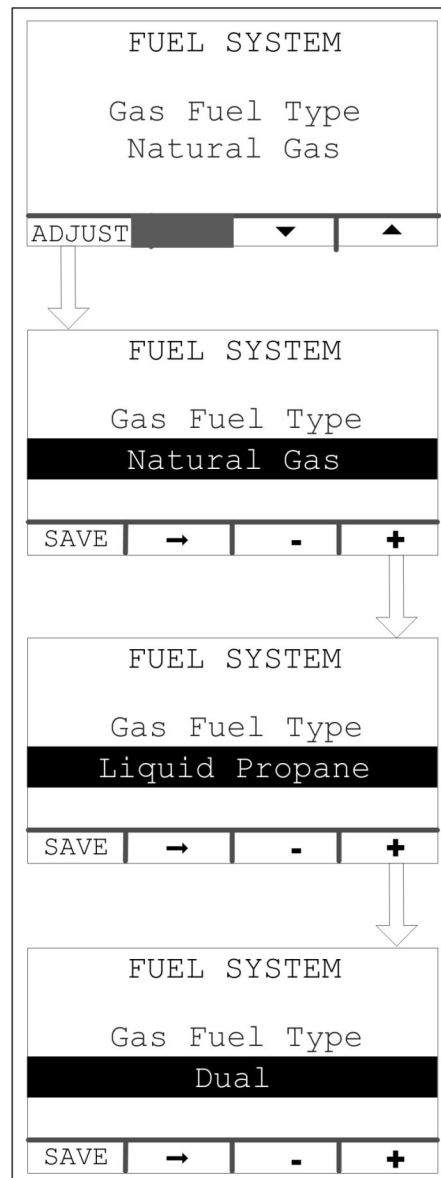 FUEL SYSTEM
Gas Fuel Type
Natural Gas
ADJUST ▼ ▲
FUEL SYSTEM
Gas Fuel Type
Natural Gas
SAVE → - +
FUEL SYSTEM
Gas Fuel Type
Liquid Propane
SAVE → - +
FUEL SYSTEM
Gas Fuel Type
Dual
SAVE → - +